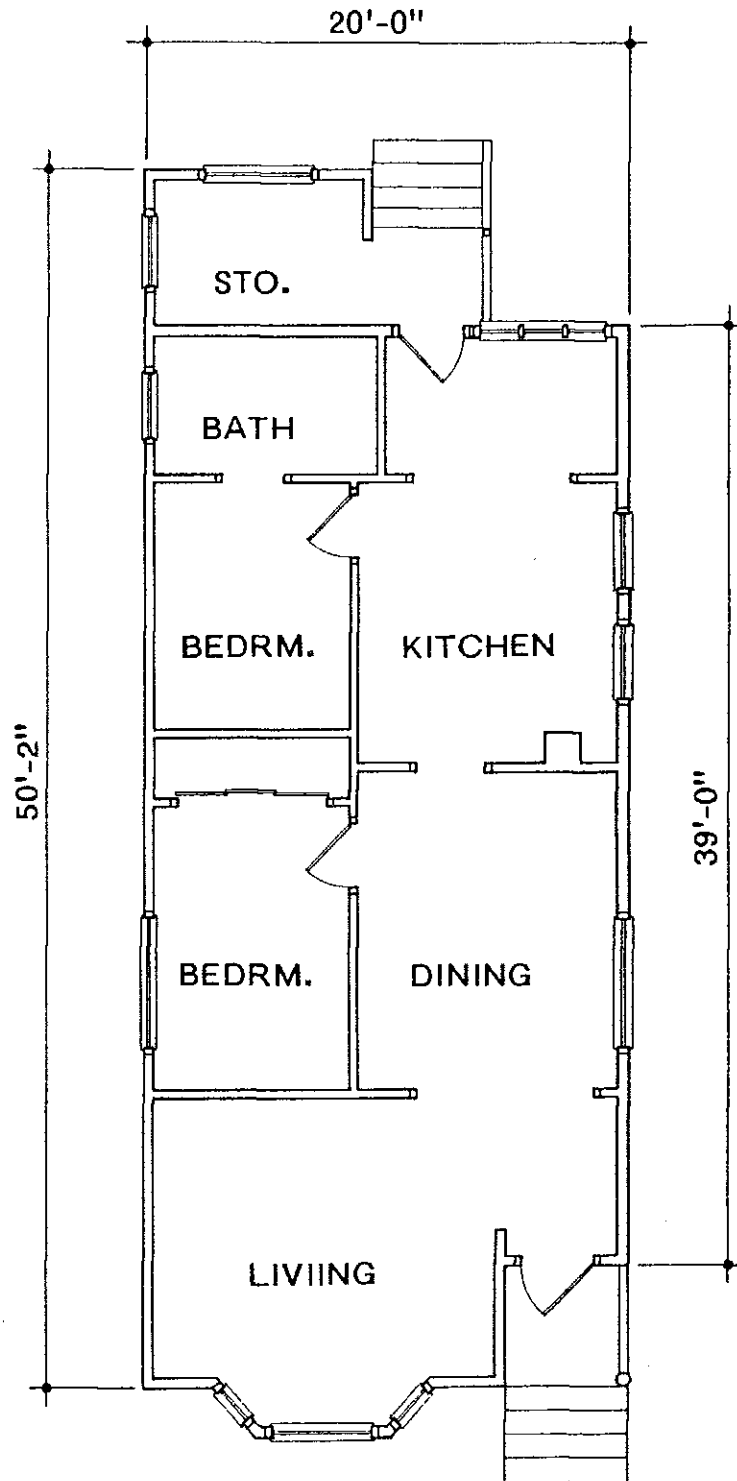 20'-0"
STO.
BATH
BEDRM.
KITCHEN
50'-2"
39'-0"
BEDRM.
DINING
LIVIING